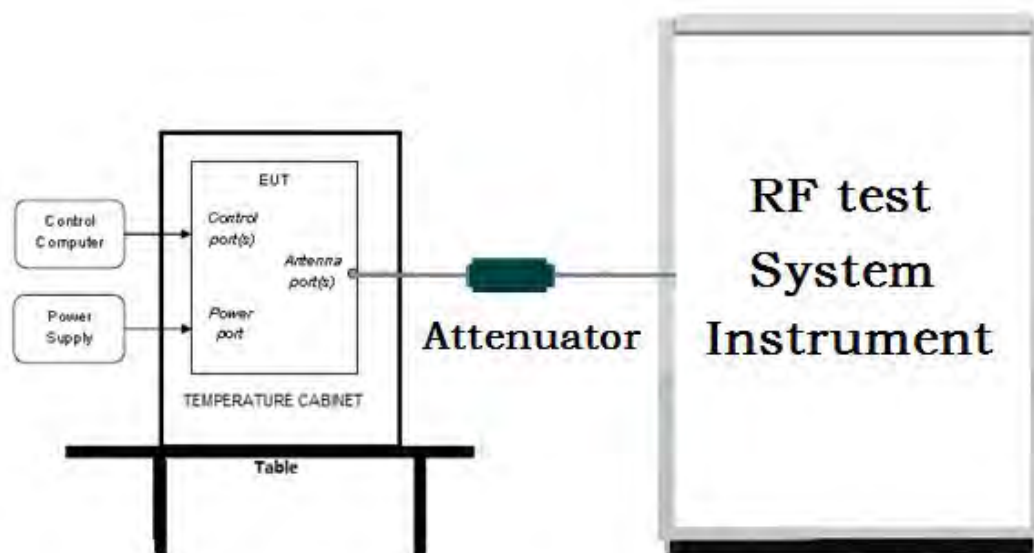 EUT
Control
Computer
Control
port(s)
Antenna
port(s)
Power
Supply
Power
port
TEMPERATURE CABINET
Table
Attenuator
RF test
System
Instrument